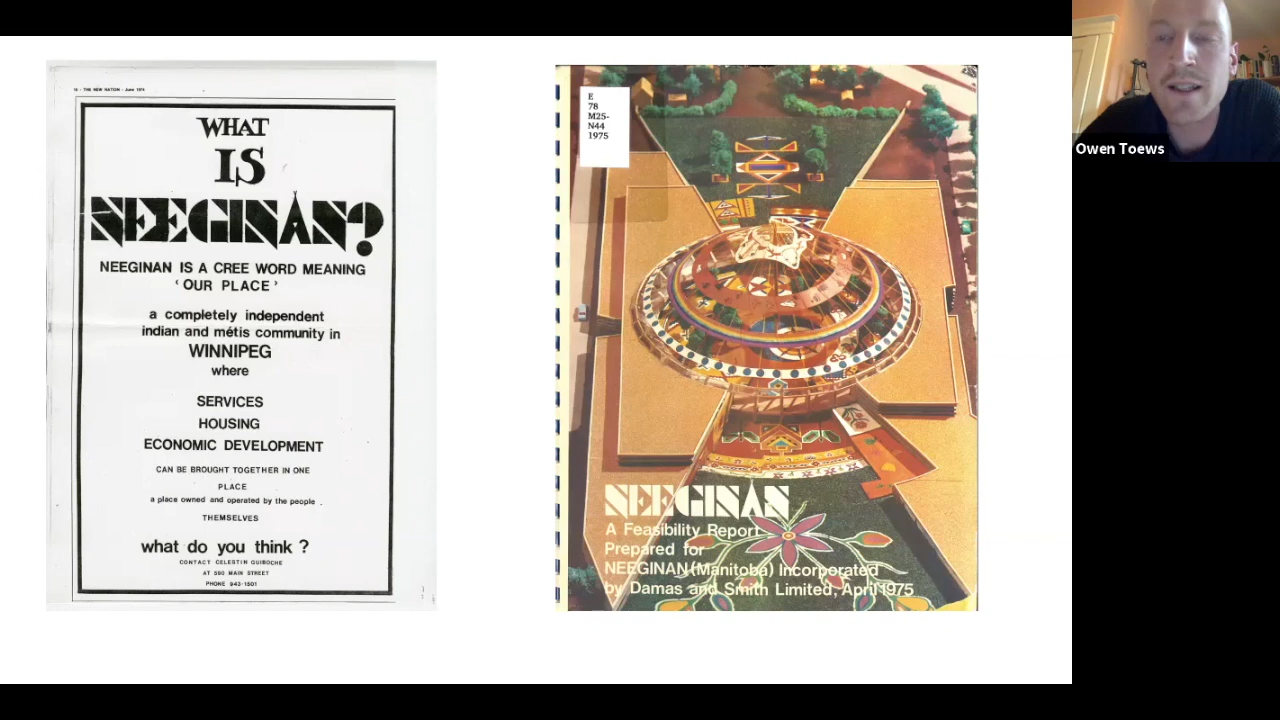 14 - THE NEW NATION - June 1974
WHAT
IS
NEEGINAN?
NEEGINAN IS A CREE WORD MEANING
‘ OUR PLACE ’
a completely independent
indian and métis community in
WINNIPEG
where
SERVICES
HOUSING
ECONOMIC DEVELOPMENT
CAN BE BROUGHT TOGETHER IN ONE
PLACE
a place owned and operated by the people
THEMSELVES
what do you think ?
CONTACT CELESTIN GUIBOCHE
AT 580 MAIN STREET
PHONE 943-1501
E
78
M25-
N44
1975
NEEGINAN
A Feasibility Report
Prepared for
NEEGINAN (Manitoba) Incorporated
by Damas and Smith Limited, April 1975
Owen Toews